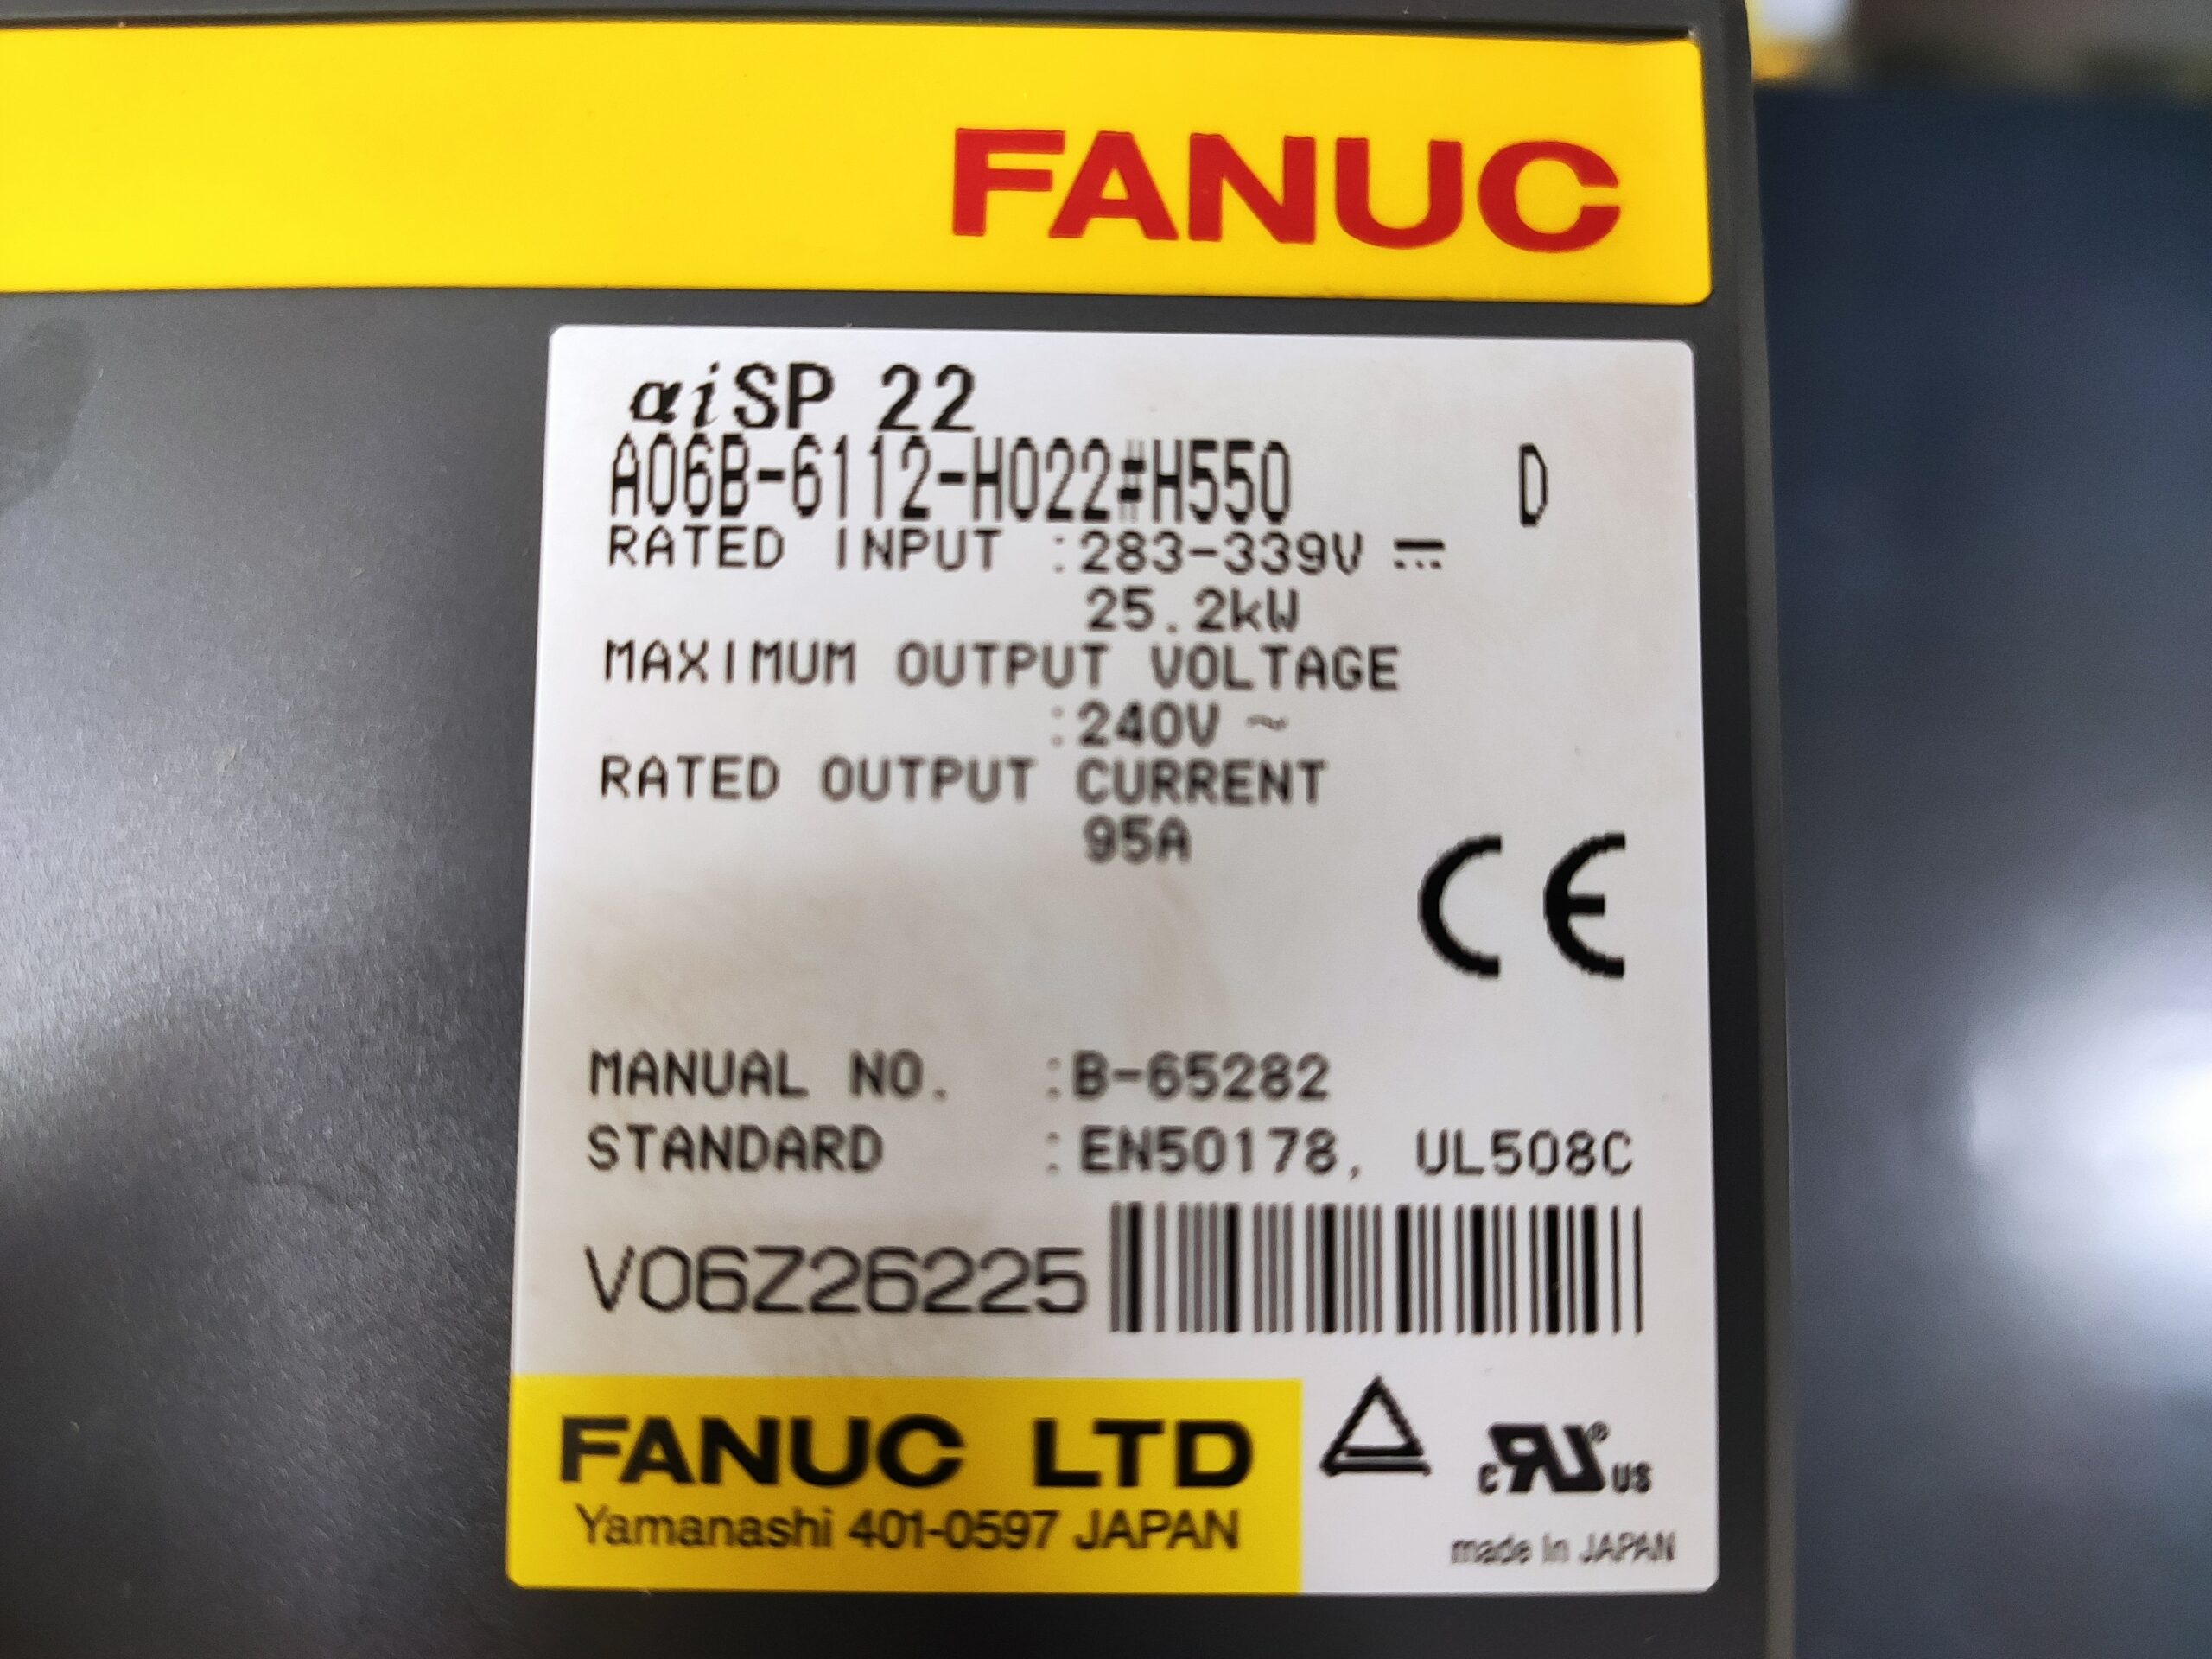 FANUC
αiSP 22
A06B-6112-H022#H550 D
RATED INPUT :283-339V ⎓
25.2kW
MAXIMUM OUTPUT VOLTAGE
:240V ~
RATED OUTPUT CURRENT
95A
CE
MANUAL NO. :B-65282
STANDARD :EN50178, UL508C
V06Z26225
FANUC LTD
Yamanashi 401-0597 JAPAN
c RU® US
made in JAPAN